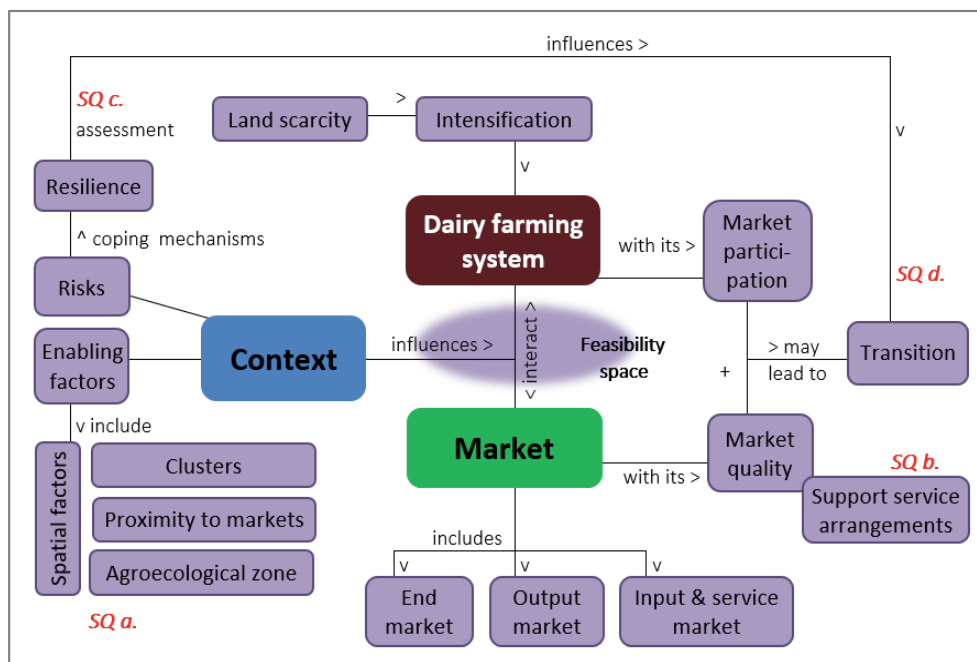 influences >
SQ c.
assessment
Land scarcity
>
Intensification
v
v
Resilience
^ coping mechanisms
Dairy farming
system
with its >
Market
partici-
pation
SQ d.
Risks
Enabling
factors
Context
influences >
< interact >
Feasibility
space
+
> may
lead to
Transition
v include
Spatial factors
Clusters
Proximity to markets
Agroecological zone
SQ a.
Market
with its >
Market
quality
SQ b.
Support service
arrangements
includes
v
v
v
End
market
Output
market
Input & service
market